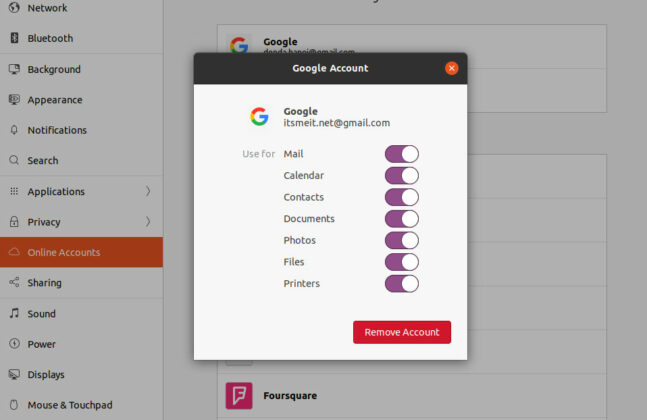 Network
Bluetooth
Background
Appearance
Notifications
Search
Applications
Privacy
Online Accounts
Sharing
Sound
Power
Displays
Mouse & Touchpad
Google
Google Account
Google
itsmeit.net@gmail.com
Use for Mail
Calendar
Contacts
Documents
Photos
Files
Printers
Remove Account
Foursquare